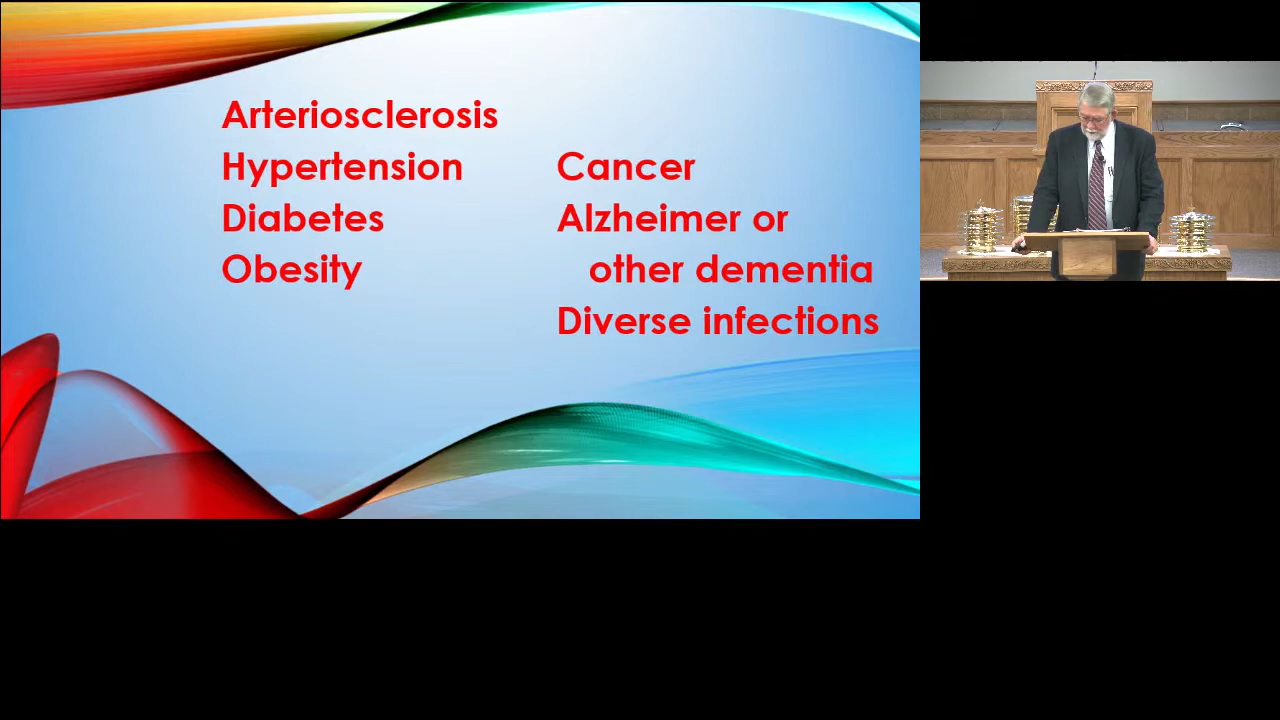 Arteriosclerosis
Hypertension
Diabetes
Obesity
Cancer
Alzheimer or
other dementia
Diverse infections